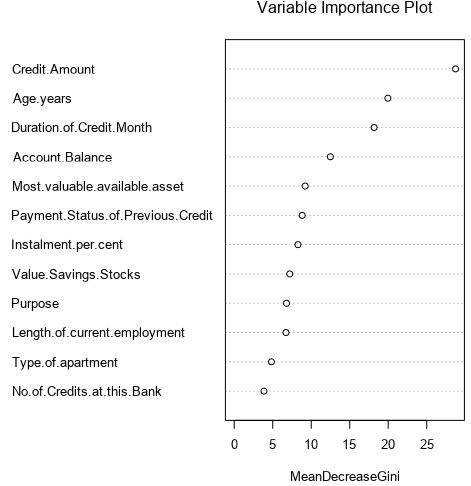 Variable Importance Plot
Credit.Amount
Age.years
Duration.of.Credit.Month
Account.Balance
Most.valuable.available.asset
Payment.Status.of.Previous.Credit
Instalment.per.cent
Value.Savings.Stocks
Purpose
Length.of.current.employment
Type.of.apartment
No.of.Credits.at.this.Bank
0 5 10 15 20 25
MeanDecreaseGini